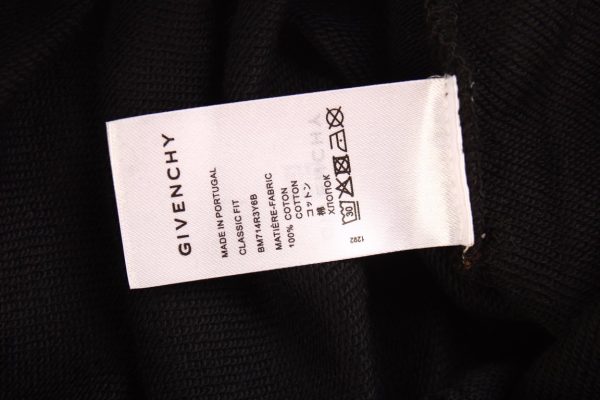 GIVENCHY
MADE IN PORTUGAL
CLASSIC FIT
BM714R3Y6B
MATIÈRE-FABRIC
100% COTON
COTTON
コットン
棉
ХЛОПОК
30
1292